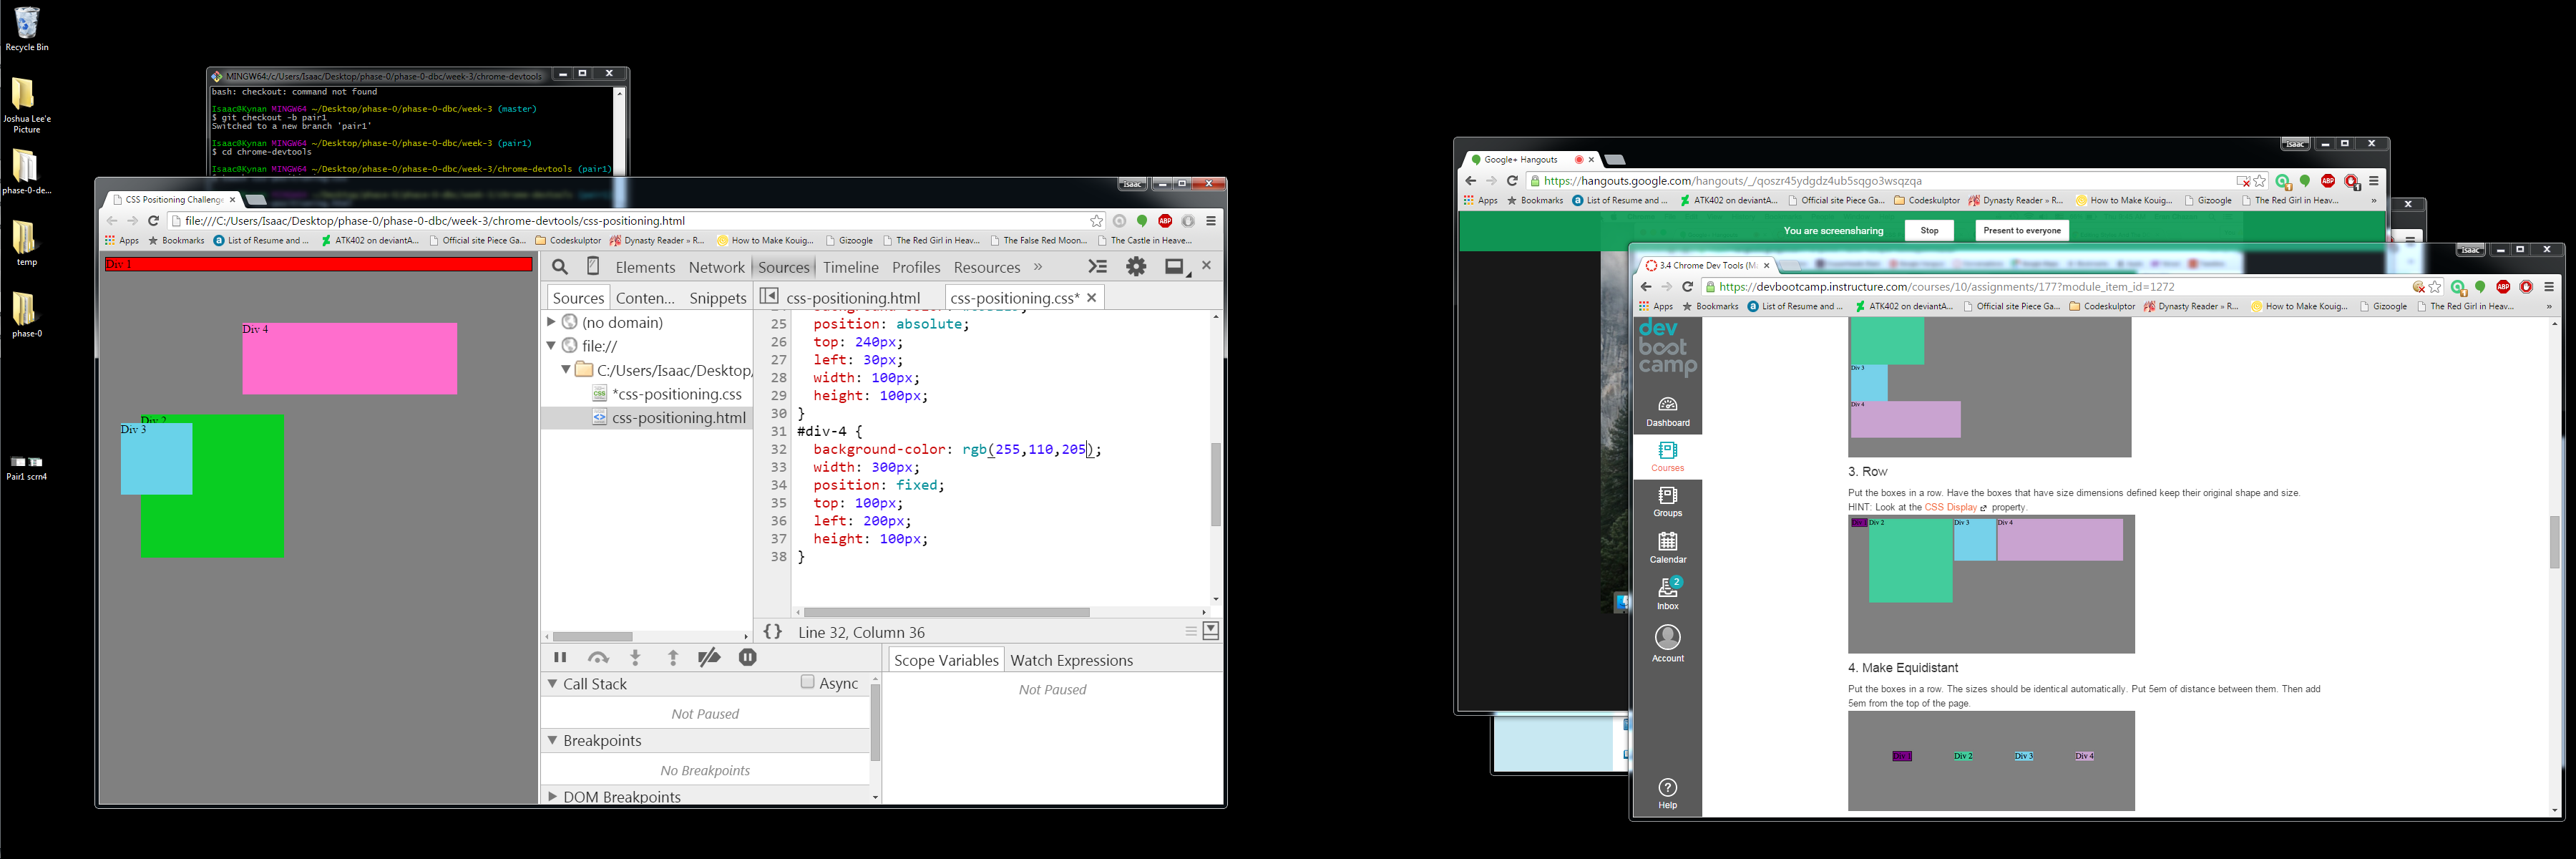 Recycle Bin
Joshua Lee'e
Picture
phase-0-de...
temp
phase-0
Pair1 scrn4
MINGW64:/c/Users/Isaac/Desktop/phase-0/phase-0-dbc/week-3/chrome-devtools
bash: checkout: command not found
Isaac@Kynan MINGW64 ~/Desktop/phase-0/phase-0-dbc/week-3 (master)
$ git checkout -b pair1
Switched to a new branch 'pair1'
Isaac@Kynan MINGW64 ~/Desktop/phase-0/phase-0-dbc/week-3 (pair1)
$ cd chrome-devtools
Isaac@Kynan MINGW64 ~/Desktop/phase-0/phase-0-dbc/week-3/chrome-devtools (pair1)
Isaac
CSS Positioning Challenge
file:///C:/Users/Isaac/Desktop/phase-0/phase-0-dbc/week-3/chrome-devtools/css-positioning.html
Apps Bookmarks List of Resume and ... ATK402 on deviantA... Official site Piece Ga... Codeskulptor Dynasty Reader » R... How to Make Kouig... Gizoogle The Red Girl in Heav... The False Red Moon... The Castle in Heave...
Div 1
Div 4
Div 2
Div 3
Elements Network Sources Timeline Profiles Resources »
Sources Conten... Snippets
(no domain)
file://
C:/Users/Isaac/Desktop/
*css-positioning.css
css-positioning.html
css-positioning.html css-positioning.css*
25 position: absolute;
26 top: 240px;
27 left: 30px;
28 width: 100px;
29 height: 100px;
30 }
31 #div-4 {
32 background-color: rgb(255,110,205);
33 width: 300px;
34 position: fixed;
35 top: 100px;
36 left: 200px;
37 height: 100px;
38 }
{} Line 32, Column 36
Call Stack Async
Not Paused
Breakpoints
No Breakpoints
DOM Breakpoints
Scope Variables Watch Expressions
Not Paused
Isaac
Google+ Hangouts
https://hangouts.google.com/hangouts/_/qoszr45ydgdz4ub5sqgo3wsqzqa
Apps Bookmarks List of Resume and ... ATK402 on deviantA... Official site Piece Ga... Codeskulptor Dynasty Reader » R... How to Make Kouig... Gizoogle The Red Girl in Heav... »
You are screensharing Stop Present to everyone
Isaac
3.4 Chrome Dev Tools (Ma
https://devbootcamp.instructure.com/courses/10/assignments/177?module_item_id=1272
Apps Bookmarks List of Resume and ... ATK402 on deviantA... Official site Piece Ga... Codeskulptor Dynasty Reader » R... How to Make Kouig... Gizoogle The Red Girl in Heav... »
dev
boot
camp
Dashboard
Courses
Groups
Calendar
2
Inbox
Account
Help
Div 3
Div 4
3. Row
Put the boxes in a row. Have the boxes that have size dimensions defined keep their original shape and size.
HINT: Look at the CSS Display property.
Div 1 Div 2 Div 3 Div 4
4. Make Equidistant
Put the boxes in a row. The sizes should be identical automatically. Put 5em of distance between them. Then add
5em from the top of the page.
Div 1 Div 2 Div 3 Div 4